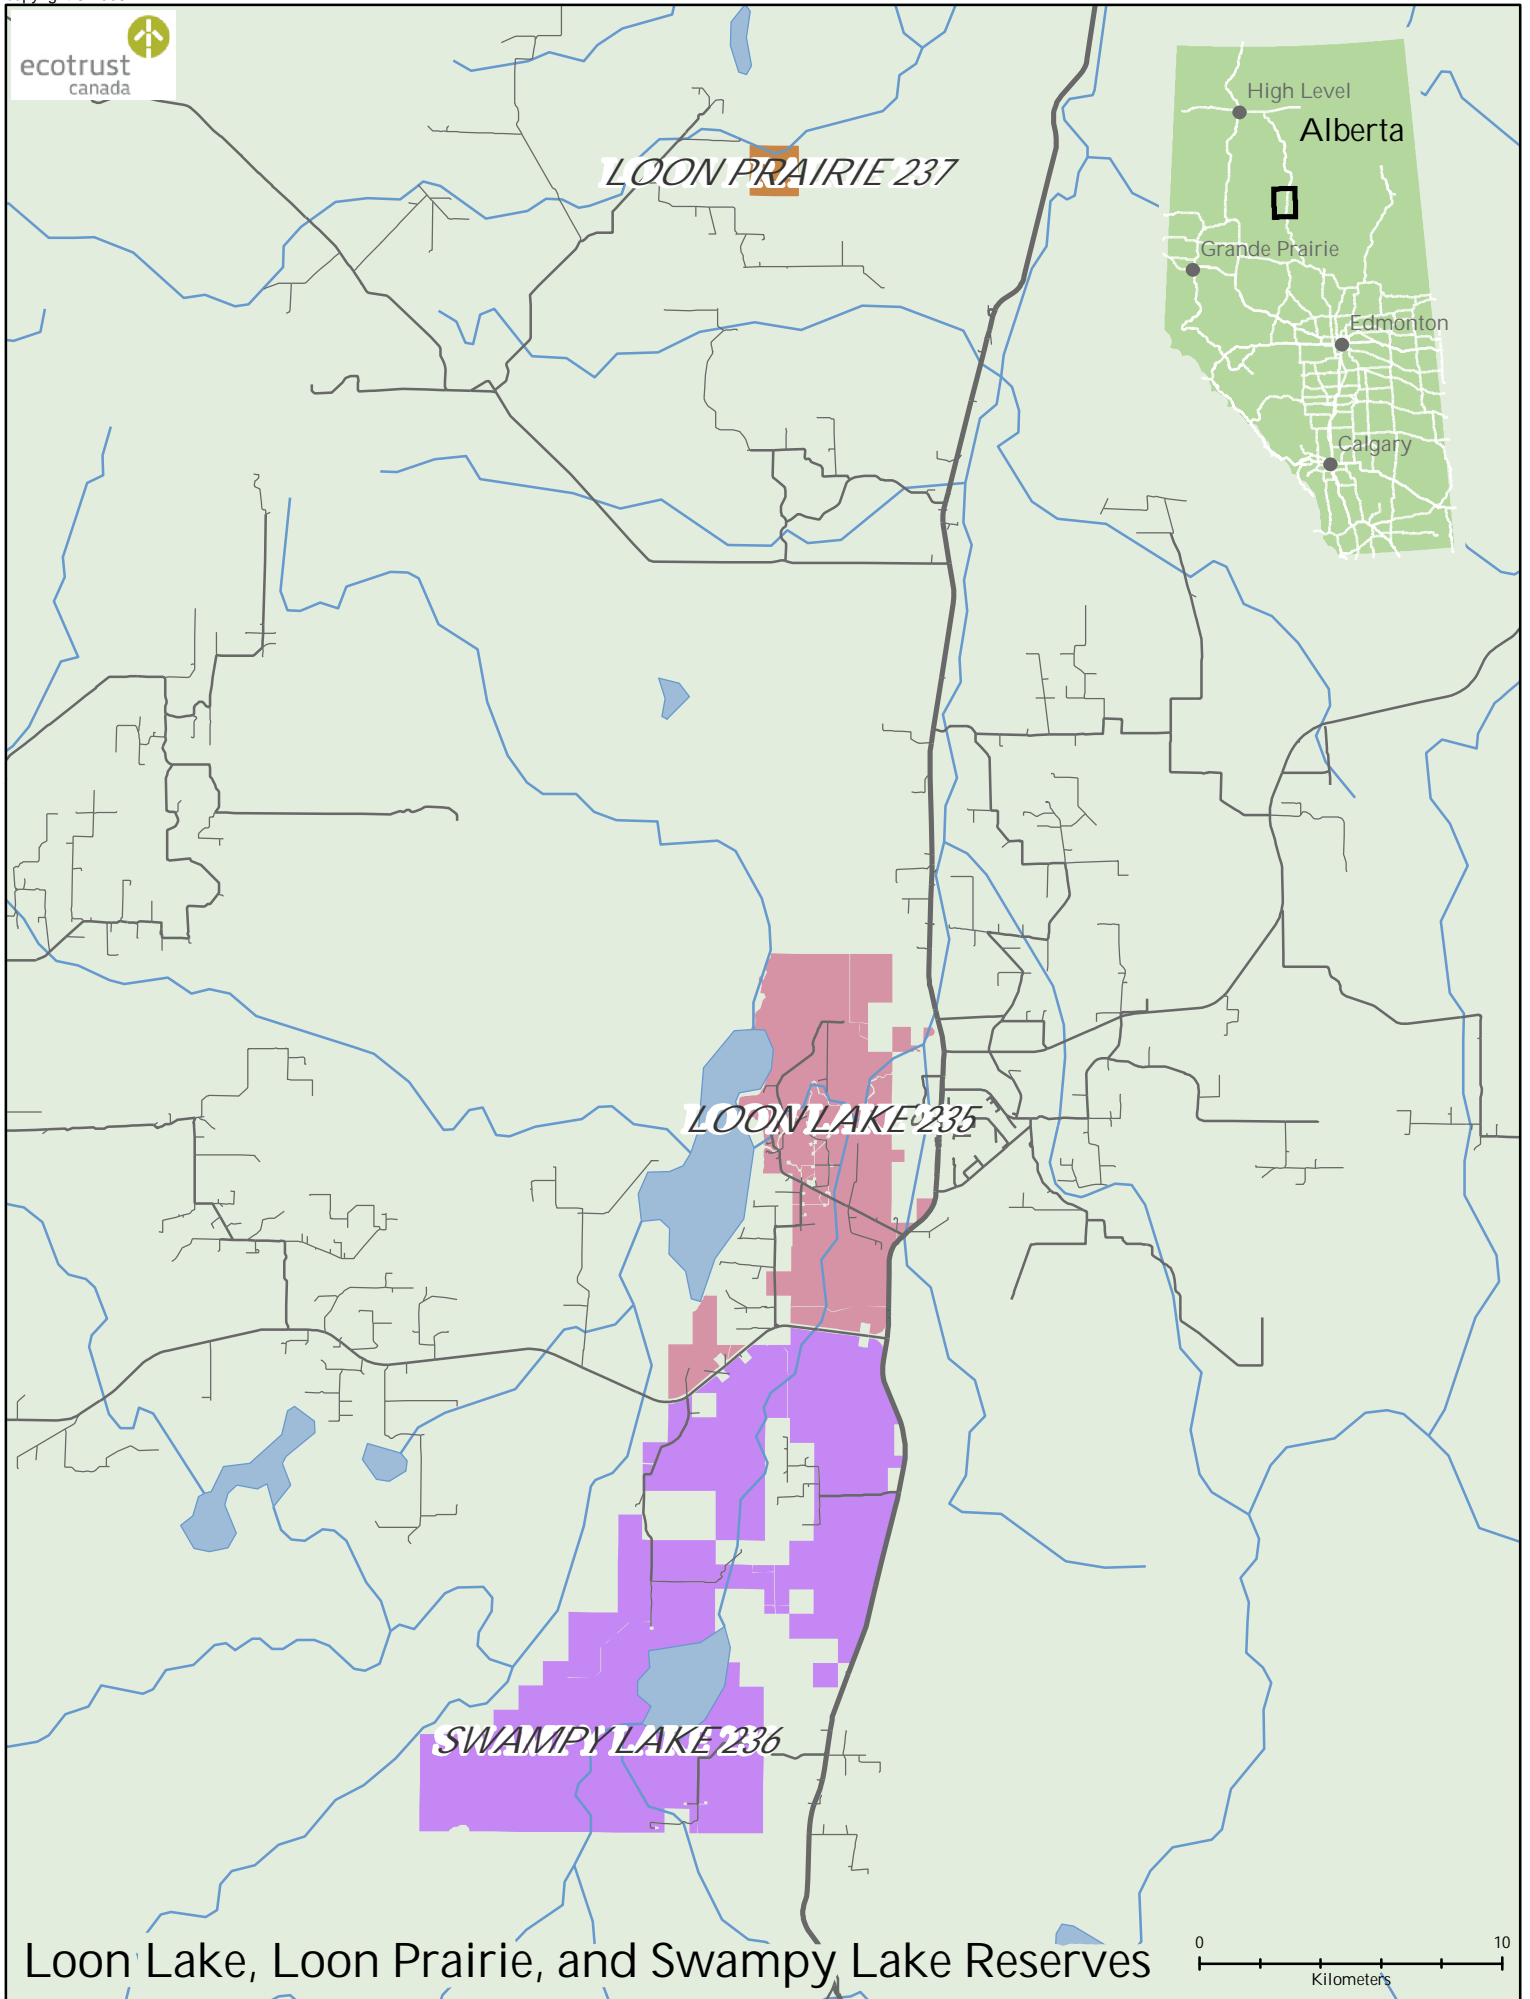 ecotrust
canada
High Level
Alberta
LOON PRAIRIE 237
Grande Prairie
Edmonton
Calgary
LOON LAKE 235
SWAMPY LAKE 236
Loon Lake, Loon Prairie, and Swampy Lake Reserves
0 10
Kilometers